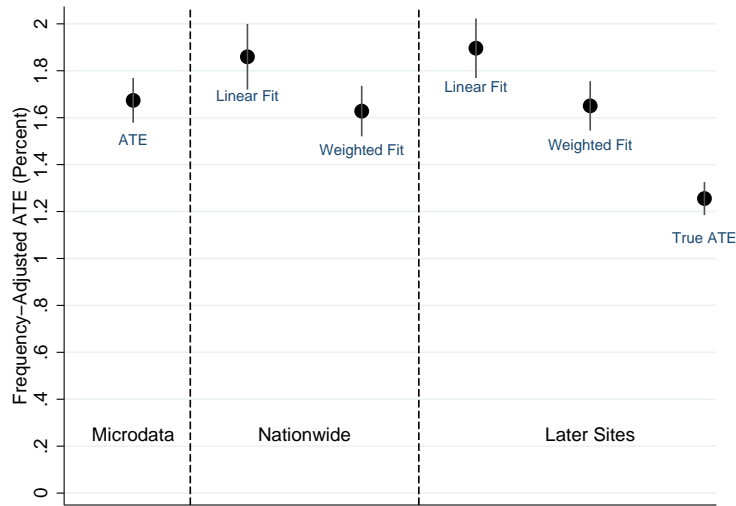 Frequency−Adjusted ATE (Percent)
2
1.8
1.6
1.4
1.2
1
.8
.6
.4
.2
0
ATE
Linear Fit
Weighted Fit
Linear Fit
Weighted Fit
True ATE
Microdata
Nationwide
Later Sites